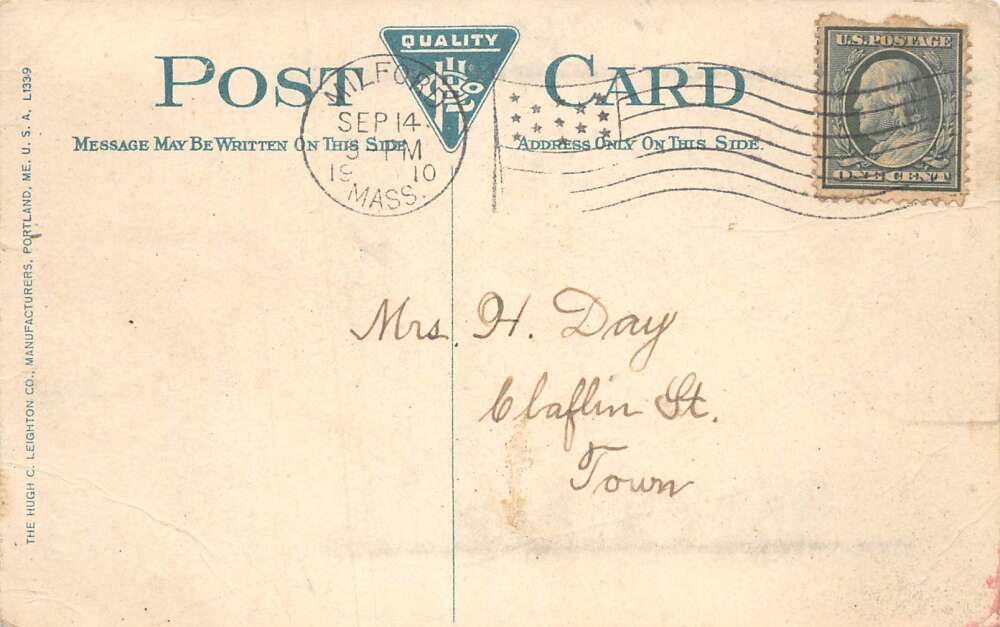 QUALITY
POST CARD
MILFORD
SEP 14
PM
19 10
MASS.
U.S. POSTAGE
ONE CENT
MESSAGE MAY BE WRITTEN ON THIS SIDE
ADDRESS ONLY ON THIS SIDE.
Mrs. H. Day
Claflin St.
Town
THE HUGH C. LEIGHTON CO., MANUFACTURERS, PORTLAND, ME. U. S. A. L1339